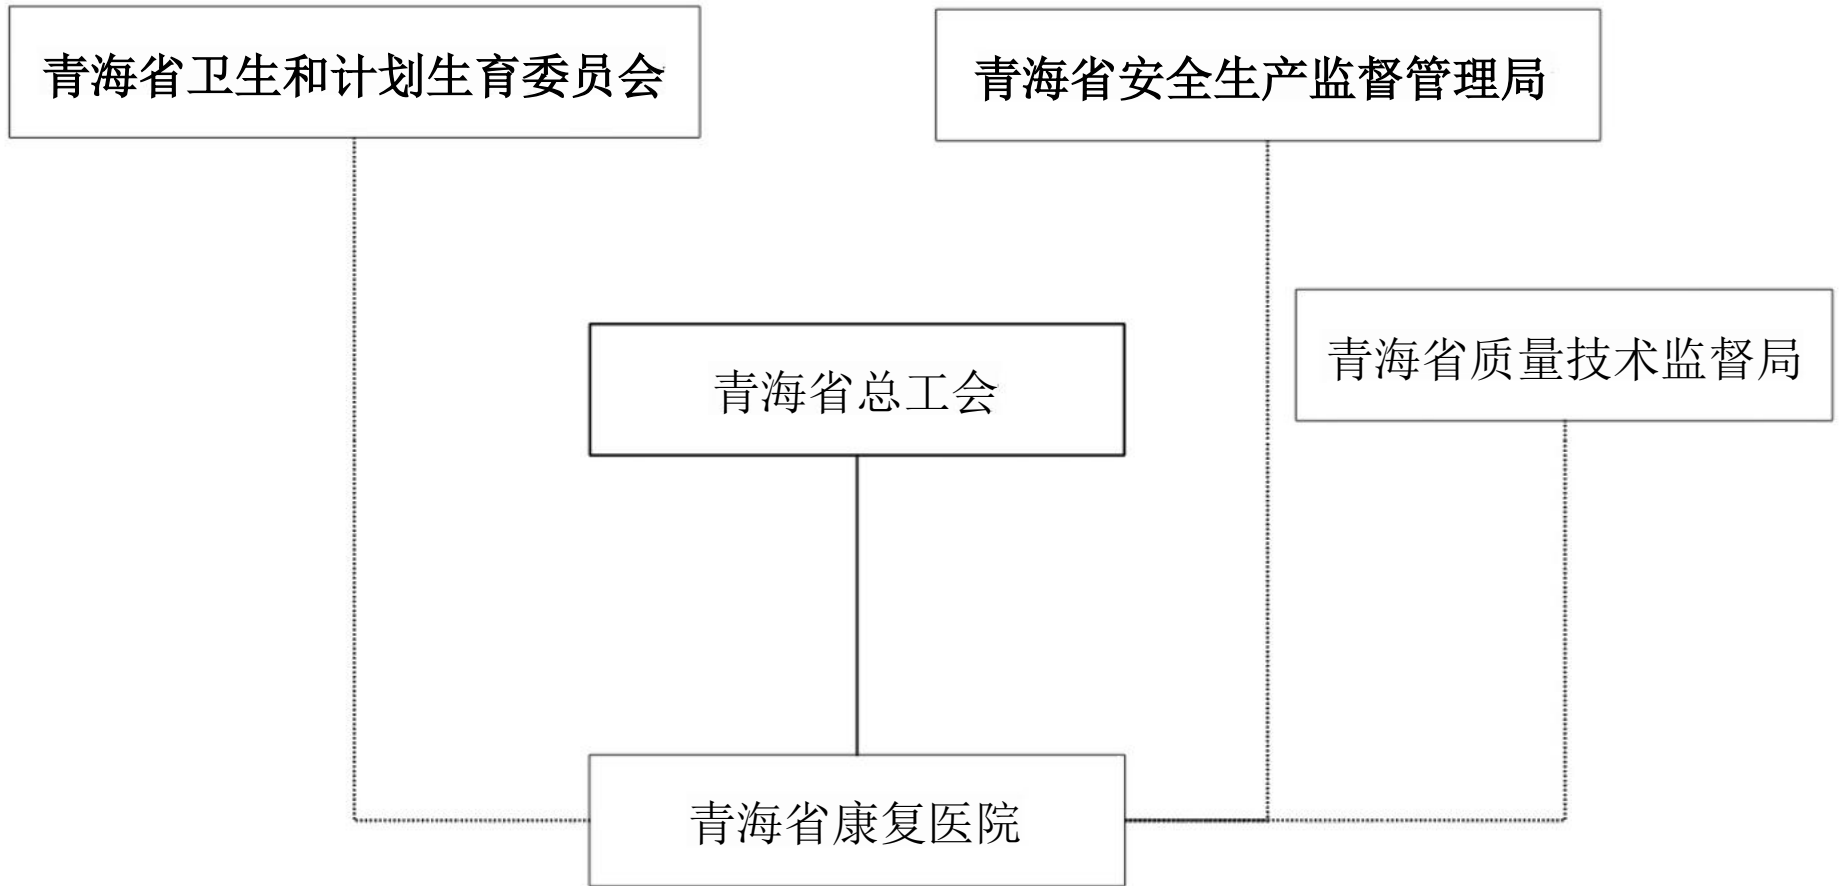 青海省卫生和计划生育委员会
青海省安全生产监督管理局
青海省质量技术监督局
青海省总工会
青海省康复医院